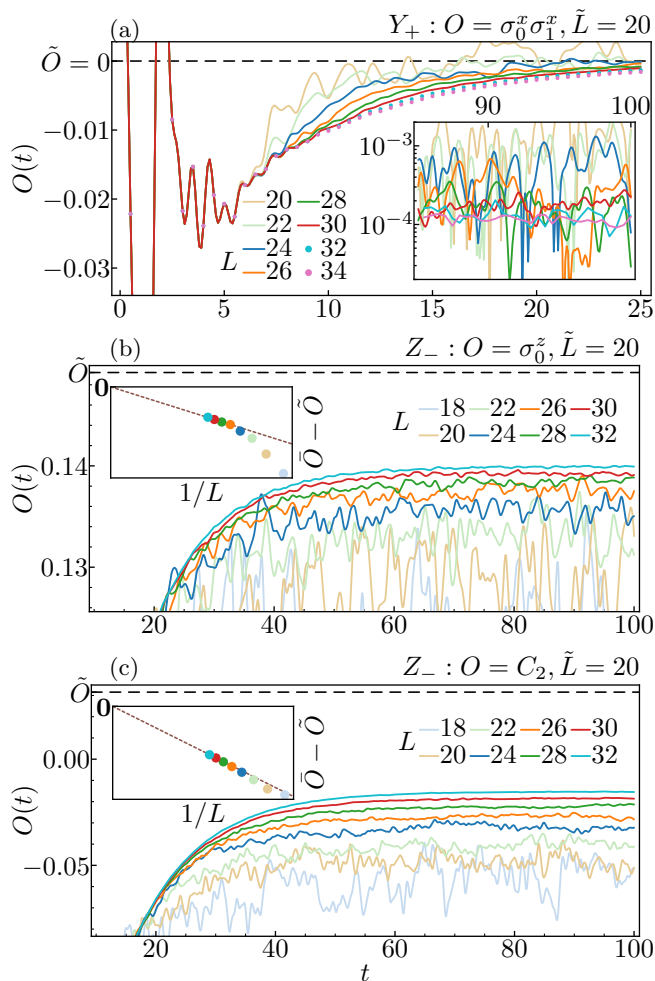 (a)
Y₊ : O = σ₀ˣσ₁ˣ, L̃ = 20
Õ = 0
−0.01
−0.02
−0.03
O(t)
90 100
10⁻³
10⁻⁴
L
20 28
22 30
24 32
26 34
0 5 10 15 20 25
(b)
Z₋ : O = σ₀ᶻ, L̃ = 20
Õ
0.14
0.13
O(t)
0
1/L
Ō − Õ
L
18 22 26 30
20 24 28 32
20 40 60 80 100
(c)
Z₋ : O = C₂, L̃ = 20
Õ
0.00
−0.05
O(t)
0
1/L
Ō − Õ
L
18 22 26 30
20 24 28 32
20 40 60 80 100
t